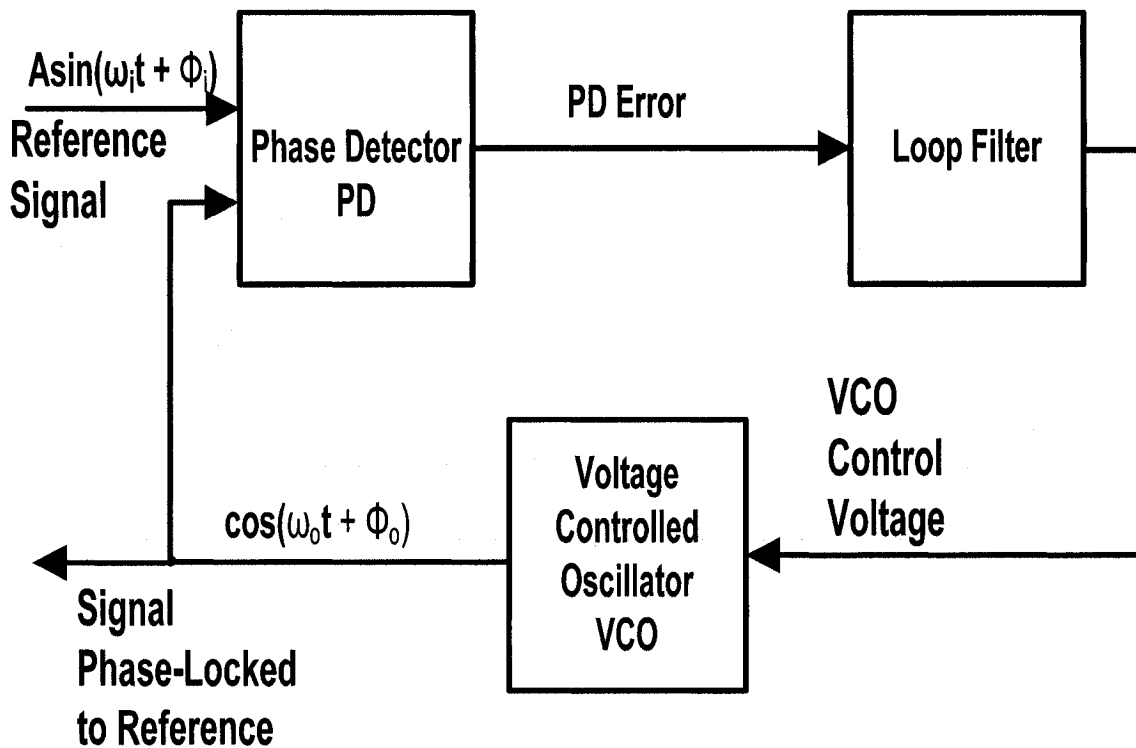 Asin(ωᵢt + Φᵢ)
Reference
Signal
Phase Detector
PD
PD Error
Loop Filter
VCO
Control
Voltage
Voltage
Controlled
Oscillator
VCO
cos(ωₒt + Φₒ)
Signal
Phase-Locked
to Reference